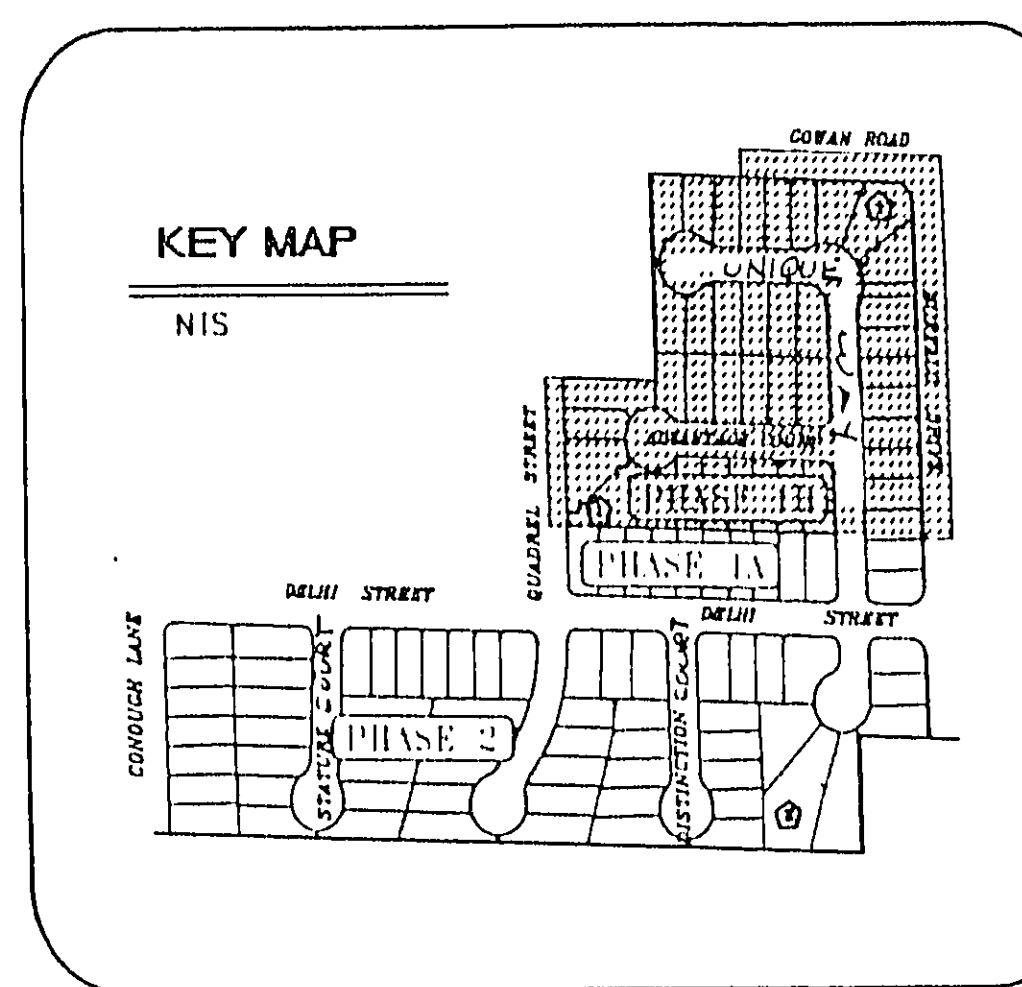 COWAN ROAD
KEY MAP
UNIQUE
NIS
QUADREL STREET
PHASE 1B
PHASE 1A
DELHI STREET
DELHI STREET
CONOUGH LANE
STATURE COURT
DISTINCTION COURT
PHASE 2